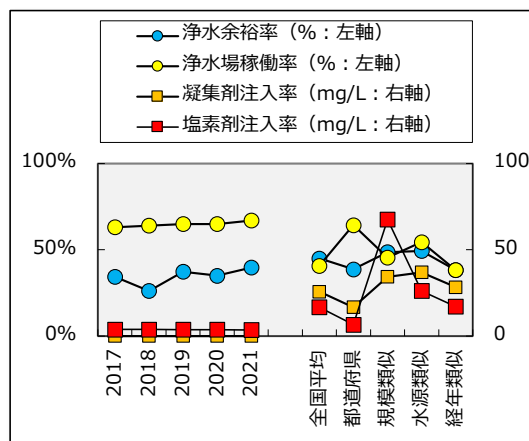 浄水余裕率（%：左軸）
浄水場稼働率（%：左軸）
凝集剤注入率（mg/L：右軸）
塩素剤注入率（mg/L：右軸）
100% 100
50% 50
0% 0
2017 2018 2019 2020 2021 全国平均 都道府県 規模類似 水源類似 経年類似